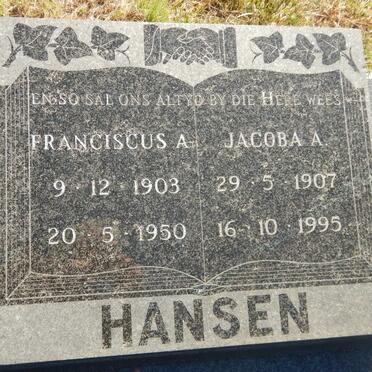 EN SO SAL ONS ALTYD BY DIE HERE WEES
FRANCISCUS A. JACOBA A.
9 · 12 · 1903 29 · 5 · 1907
20 · 5 · 1950 16 · 10 · 1995
HANSEN